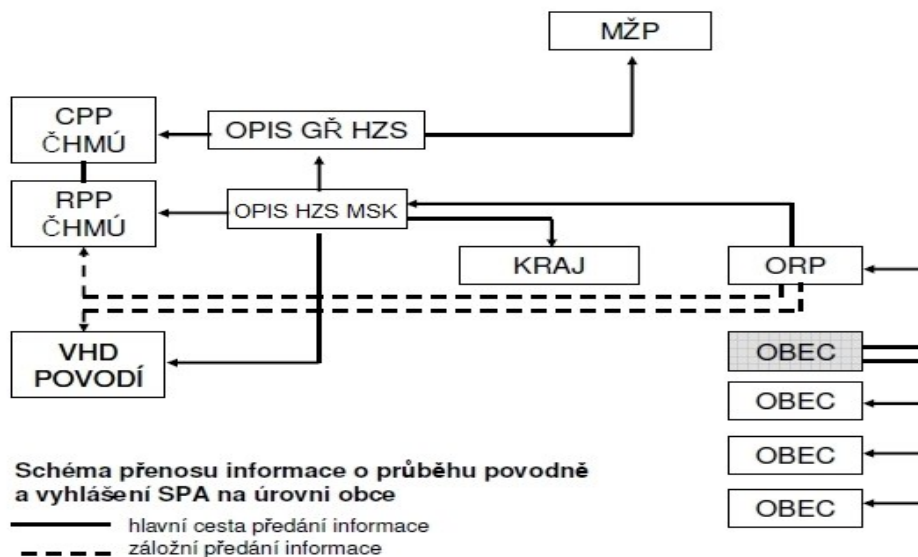 MŽP
CPP
ČHMÚ
OPIS GŘ HZS
RPP
ČHMÚ
OPIS HZS MSK
KRAJ
ORP
VHD
POVODÍ
OBEC
OBEC
OBEC
OBEC
Schéma přenosu informace o průběhu povodně
a vyhlášení SPA na úrovni obce
hlavní cesta předání informace
záložní předání informace